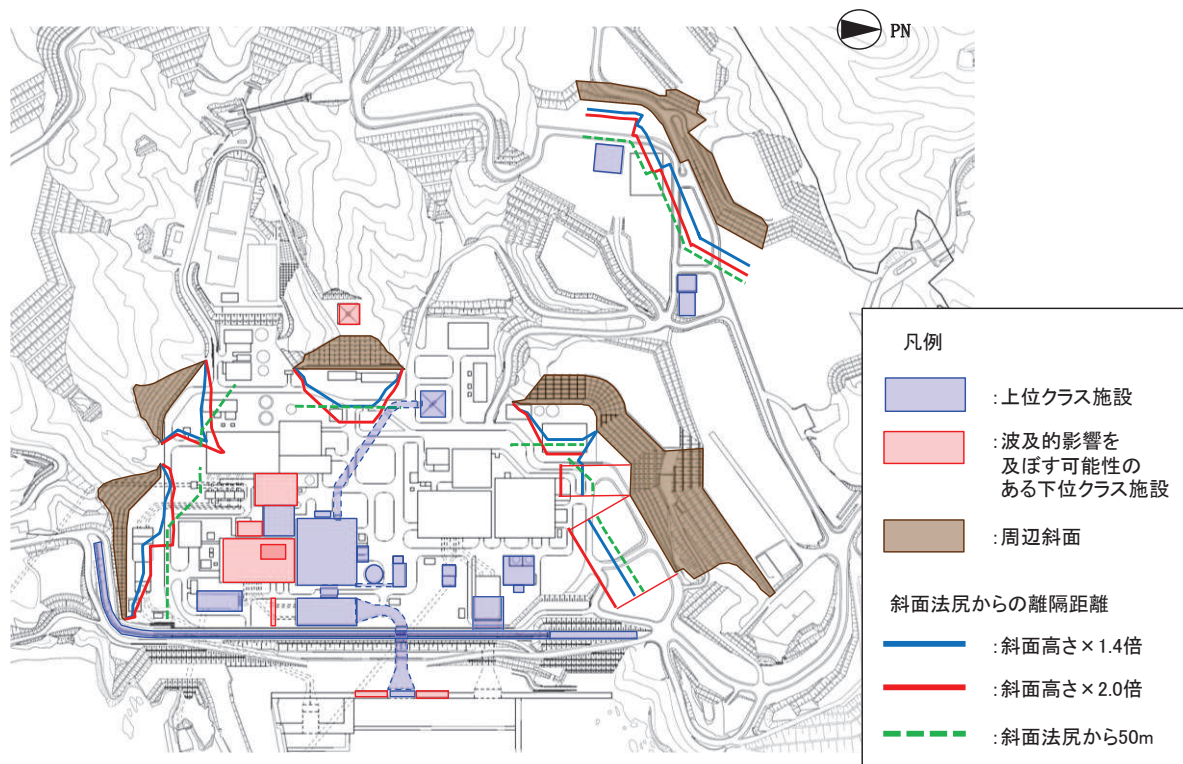 PN
凡例
:上位クラス施設
:波及的影響を
及ぼす可能性の
ある下位クラス施設
:周辺斜面
斜面法尻からの離隔距離
:斜面高さ×1.4倍
:斜面高さ×2.0倍
:斜面法尻から50m